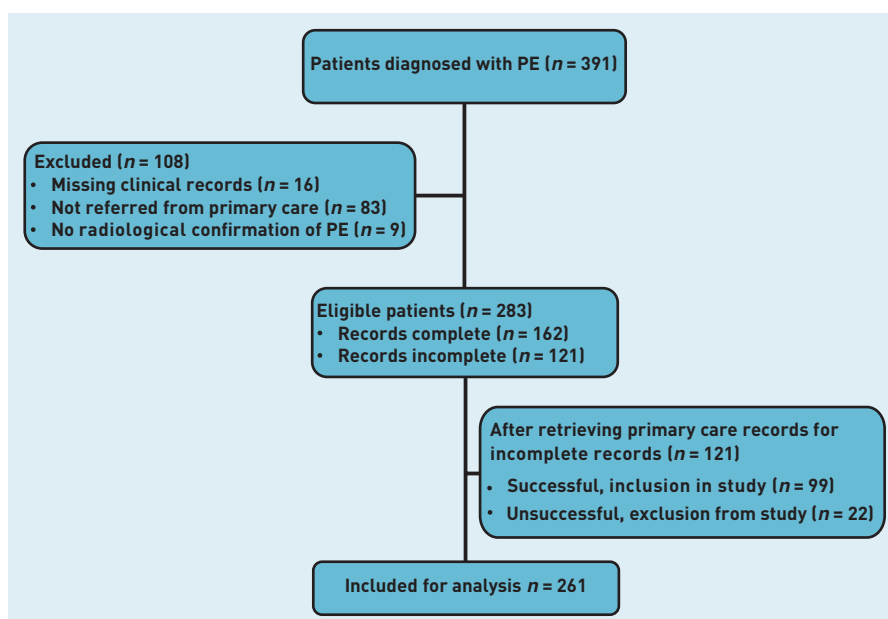 Patients diagnosed with PE (n = 391)
Excluded (n = 108)
• Missing clinical records (n = 16)
• Not referred from primary care (n = 83)
• No radiological confirmation of PE (n = 9)
Eligible patients (n = 283)
• Records complete (n = 162)
• Records incomplete (n = 121)
After retrieving primary care records for
incomplete records (n = 121)
• Successful, inclusion in study (n = 99)
• Unsuccessful, exclusion from study (n = 22)
Included for analysis n = 261